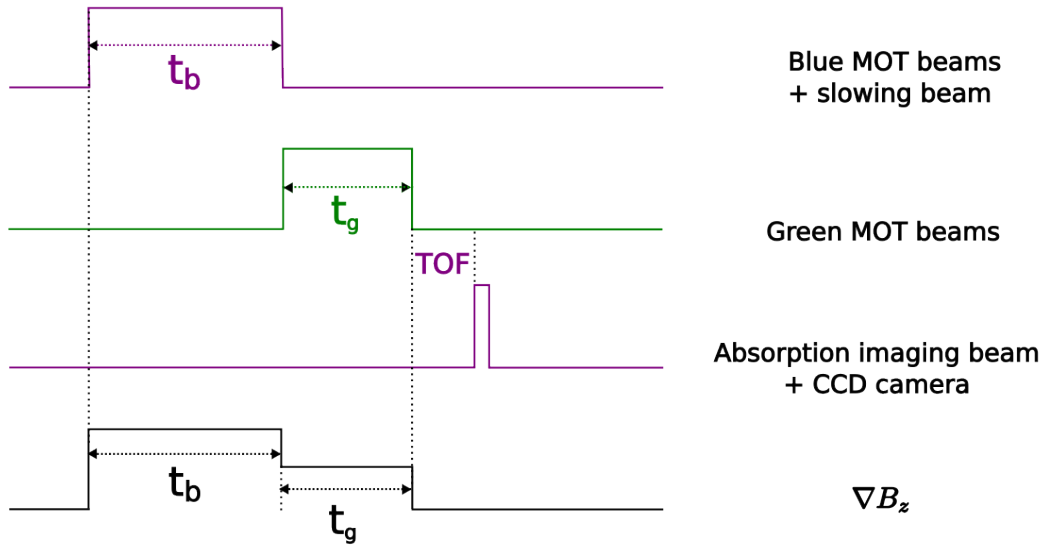 t_b
Blue MOT beams
+ slowing beam
t_g
Green MOT beams
TOF
Absorption imaging beam
+ CCD camera
t_b
t_g
∇B_z